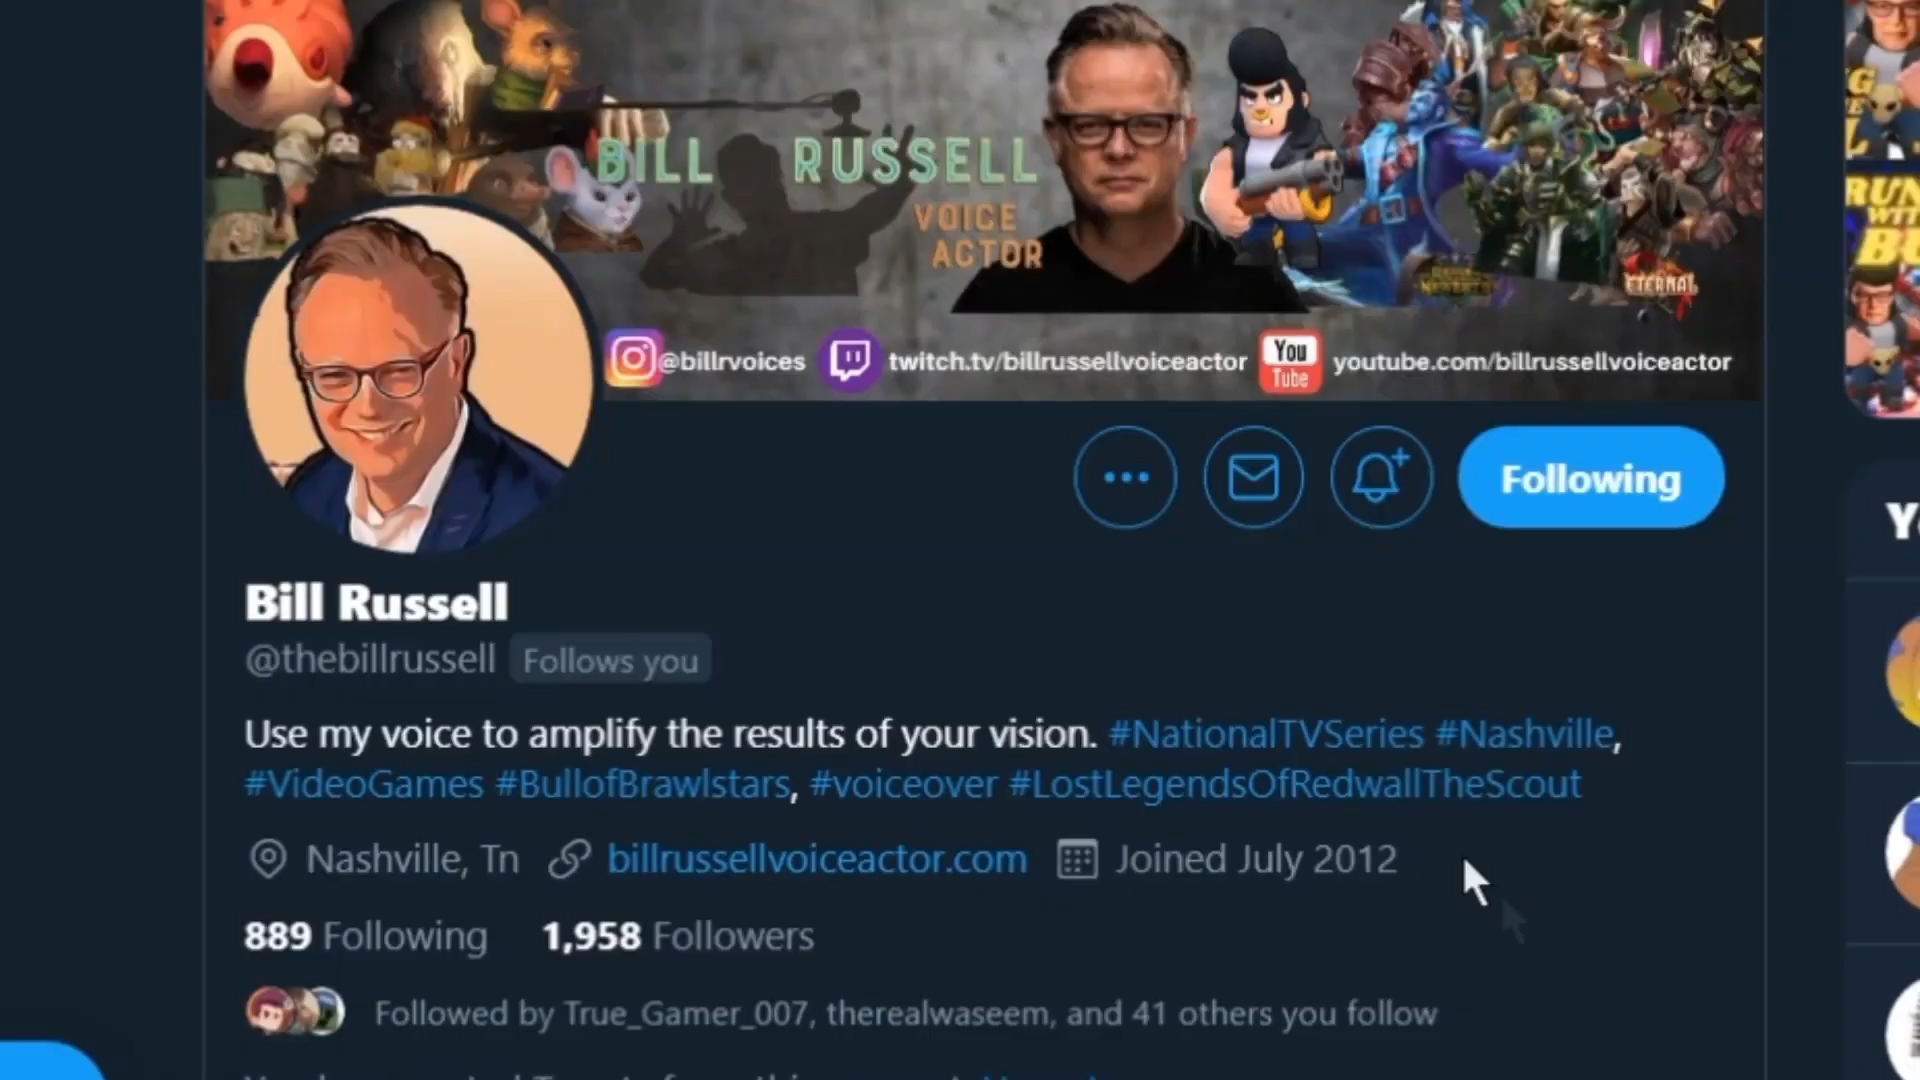 BILL RUSSELL
VOICE
ACTOR
ETERNAL
@billrvoices twitch.tv/billrussellvoiceactor You Tube youtube.com/billrussellvoiceactor
Following
Bill Russell
@thebillrussell Follows you
Use my voice to amplify the results of your vision. #NationalTVSeries #Nashville,
#VideoGames #BullofBrawlstars, #voiceover #LostLegendsOfRedwallTheScout
Nashville, Tn billrussellvoiceactor.com Joined July 2012
889 Following 1,958 Followers
Followed by True_Gamer_007, therealwaseem, and 41 others you follow